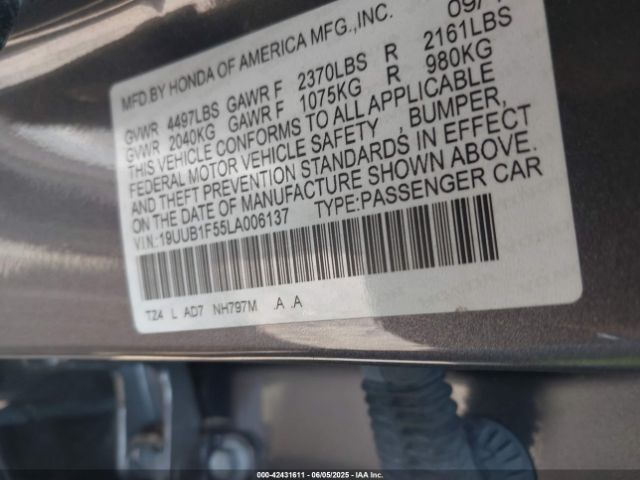 MFD.BY HONDA OF AMERICA MFG.,INC. 09/
GVWR 4497LBS GAWR F 2370LBS R 2161LBS
GVWR 2040KG GAWR F 1075KG R 980KG
THIS VEHICLE CONFORMS TO ALL APPLICABLE
FEDERAL MOTOR VEHICLE SAFETY , BUMPER,
AND THEFT PREVENTION STANDARDS IN EFFECT
ON THE DATE OF MANUFACTURE SHOWN ABOVE.
VIN:19UUB1F55LA006137 TYPE:PASSENGER CAR
TZ4 L AD7 NH797M .A .A
000-42431611 - 06/05/2025 - IAA Inc.